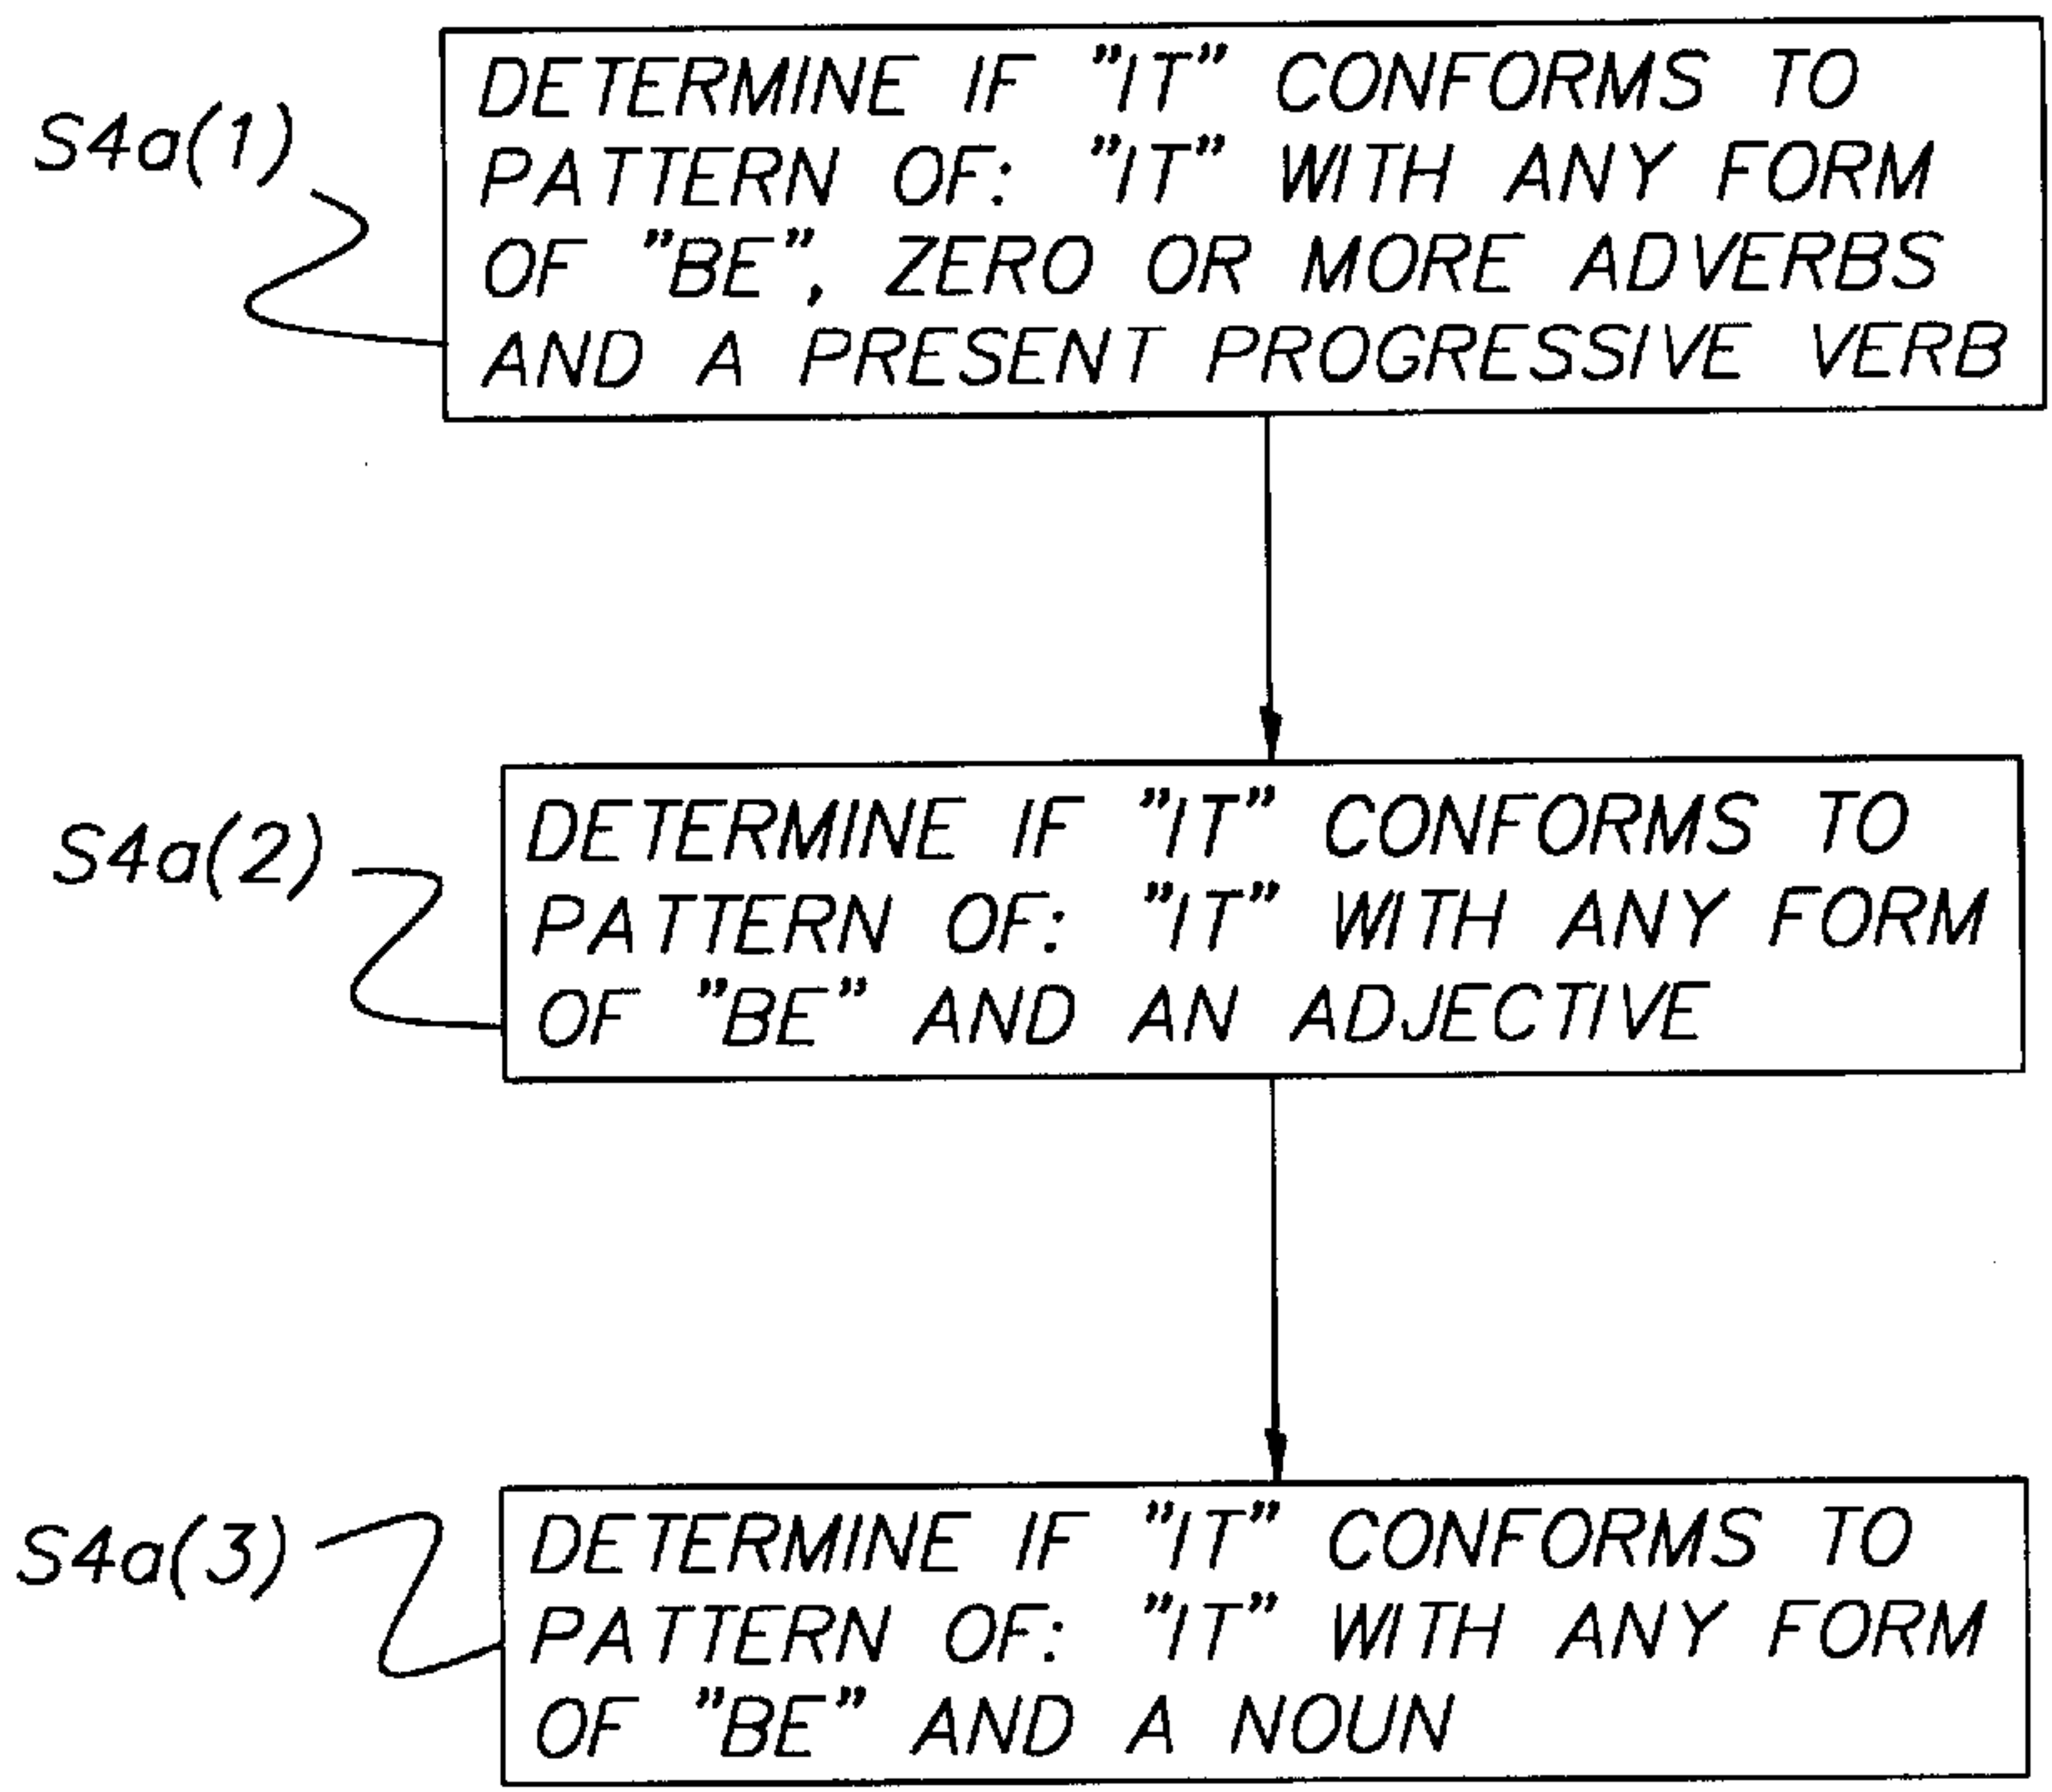 S4a(1)
DETERMINE IF "IT" CONFORMS TO
PATTERN OF: "IT" WITH ANY FORM
OF "BE", ZERO OR MORE ADVERBS
AND A PRESENT PROGRESSIVE VERB
S4a(2)
DETERMINE IF "IT" CONFORMS TO
PATTERN OF: "IT" WITH ANY FORM
OF "BE" AND AN ADJECTIVE
S4a(3)
DETERMINE IF "IT" CONFORMS TO
PATTERN OF: "IT" WITH ANY FORM
OF "BE" AND A NOUN